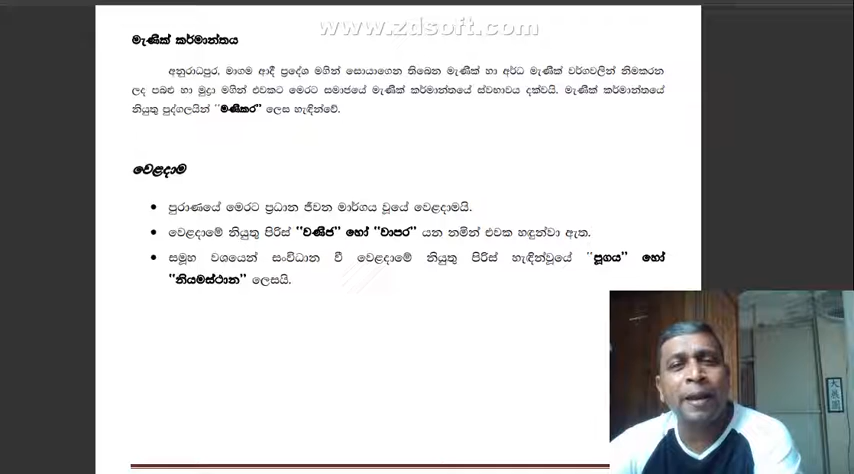 www.zdsoft.com
මැණික් කර්මාන්තය
අනුරාධපුර, මාගම ආදී ප්‍රදේශ මගින් සොයාගෙන තිබෙන මැණික් හා අර්ධ මැණික් වර්ගවලින් නිමකරන
ලද පබළු හා මුද්‍රා මගින් එවකට මෙරට සමාජයේ මැණික් කර්මාන්තයේ ස්වභාවය දක්වයි. මැණික් කර්මාන්තයේ
නියුතු පුද්ගලයින් "මණිකර" ලෙස හැඳින්වේ.
වෙළදාම
• පුරාණයේ මෙරට ප්‍රධාන ජීවන මාර්ගය වූයේ වෙළදාමයි.
• වෙළදාමේ නියුතු පිරිස් "වණිජ" හෝ "වාපර" යන නමින් එවක හඳුන්වා ඇත.
• සමූහ වශයෙන් සංවිධාන වී වෙළදාමේ නියුතු පිරිස් හැඳින්වූයේ "පූගය" හෝ
"නියමස්ථාන" ලෙසයි.